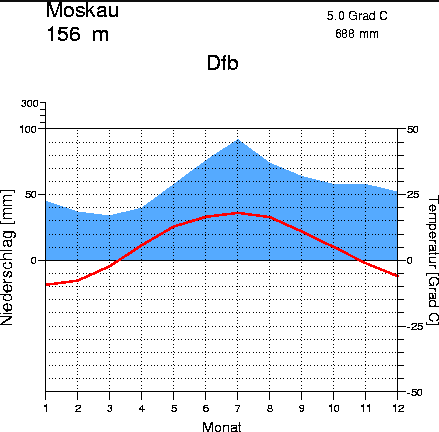 Moskau
156 m
5.0 Grad C
688 mm
Dfb
300
100
50
0
50
25
0
-25
-50
Niederschlag [mm]
Temperatur [Grad C]
1 2 3 4 5 6 7 8 9 10 11 12
Monat